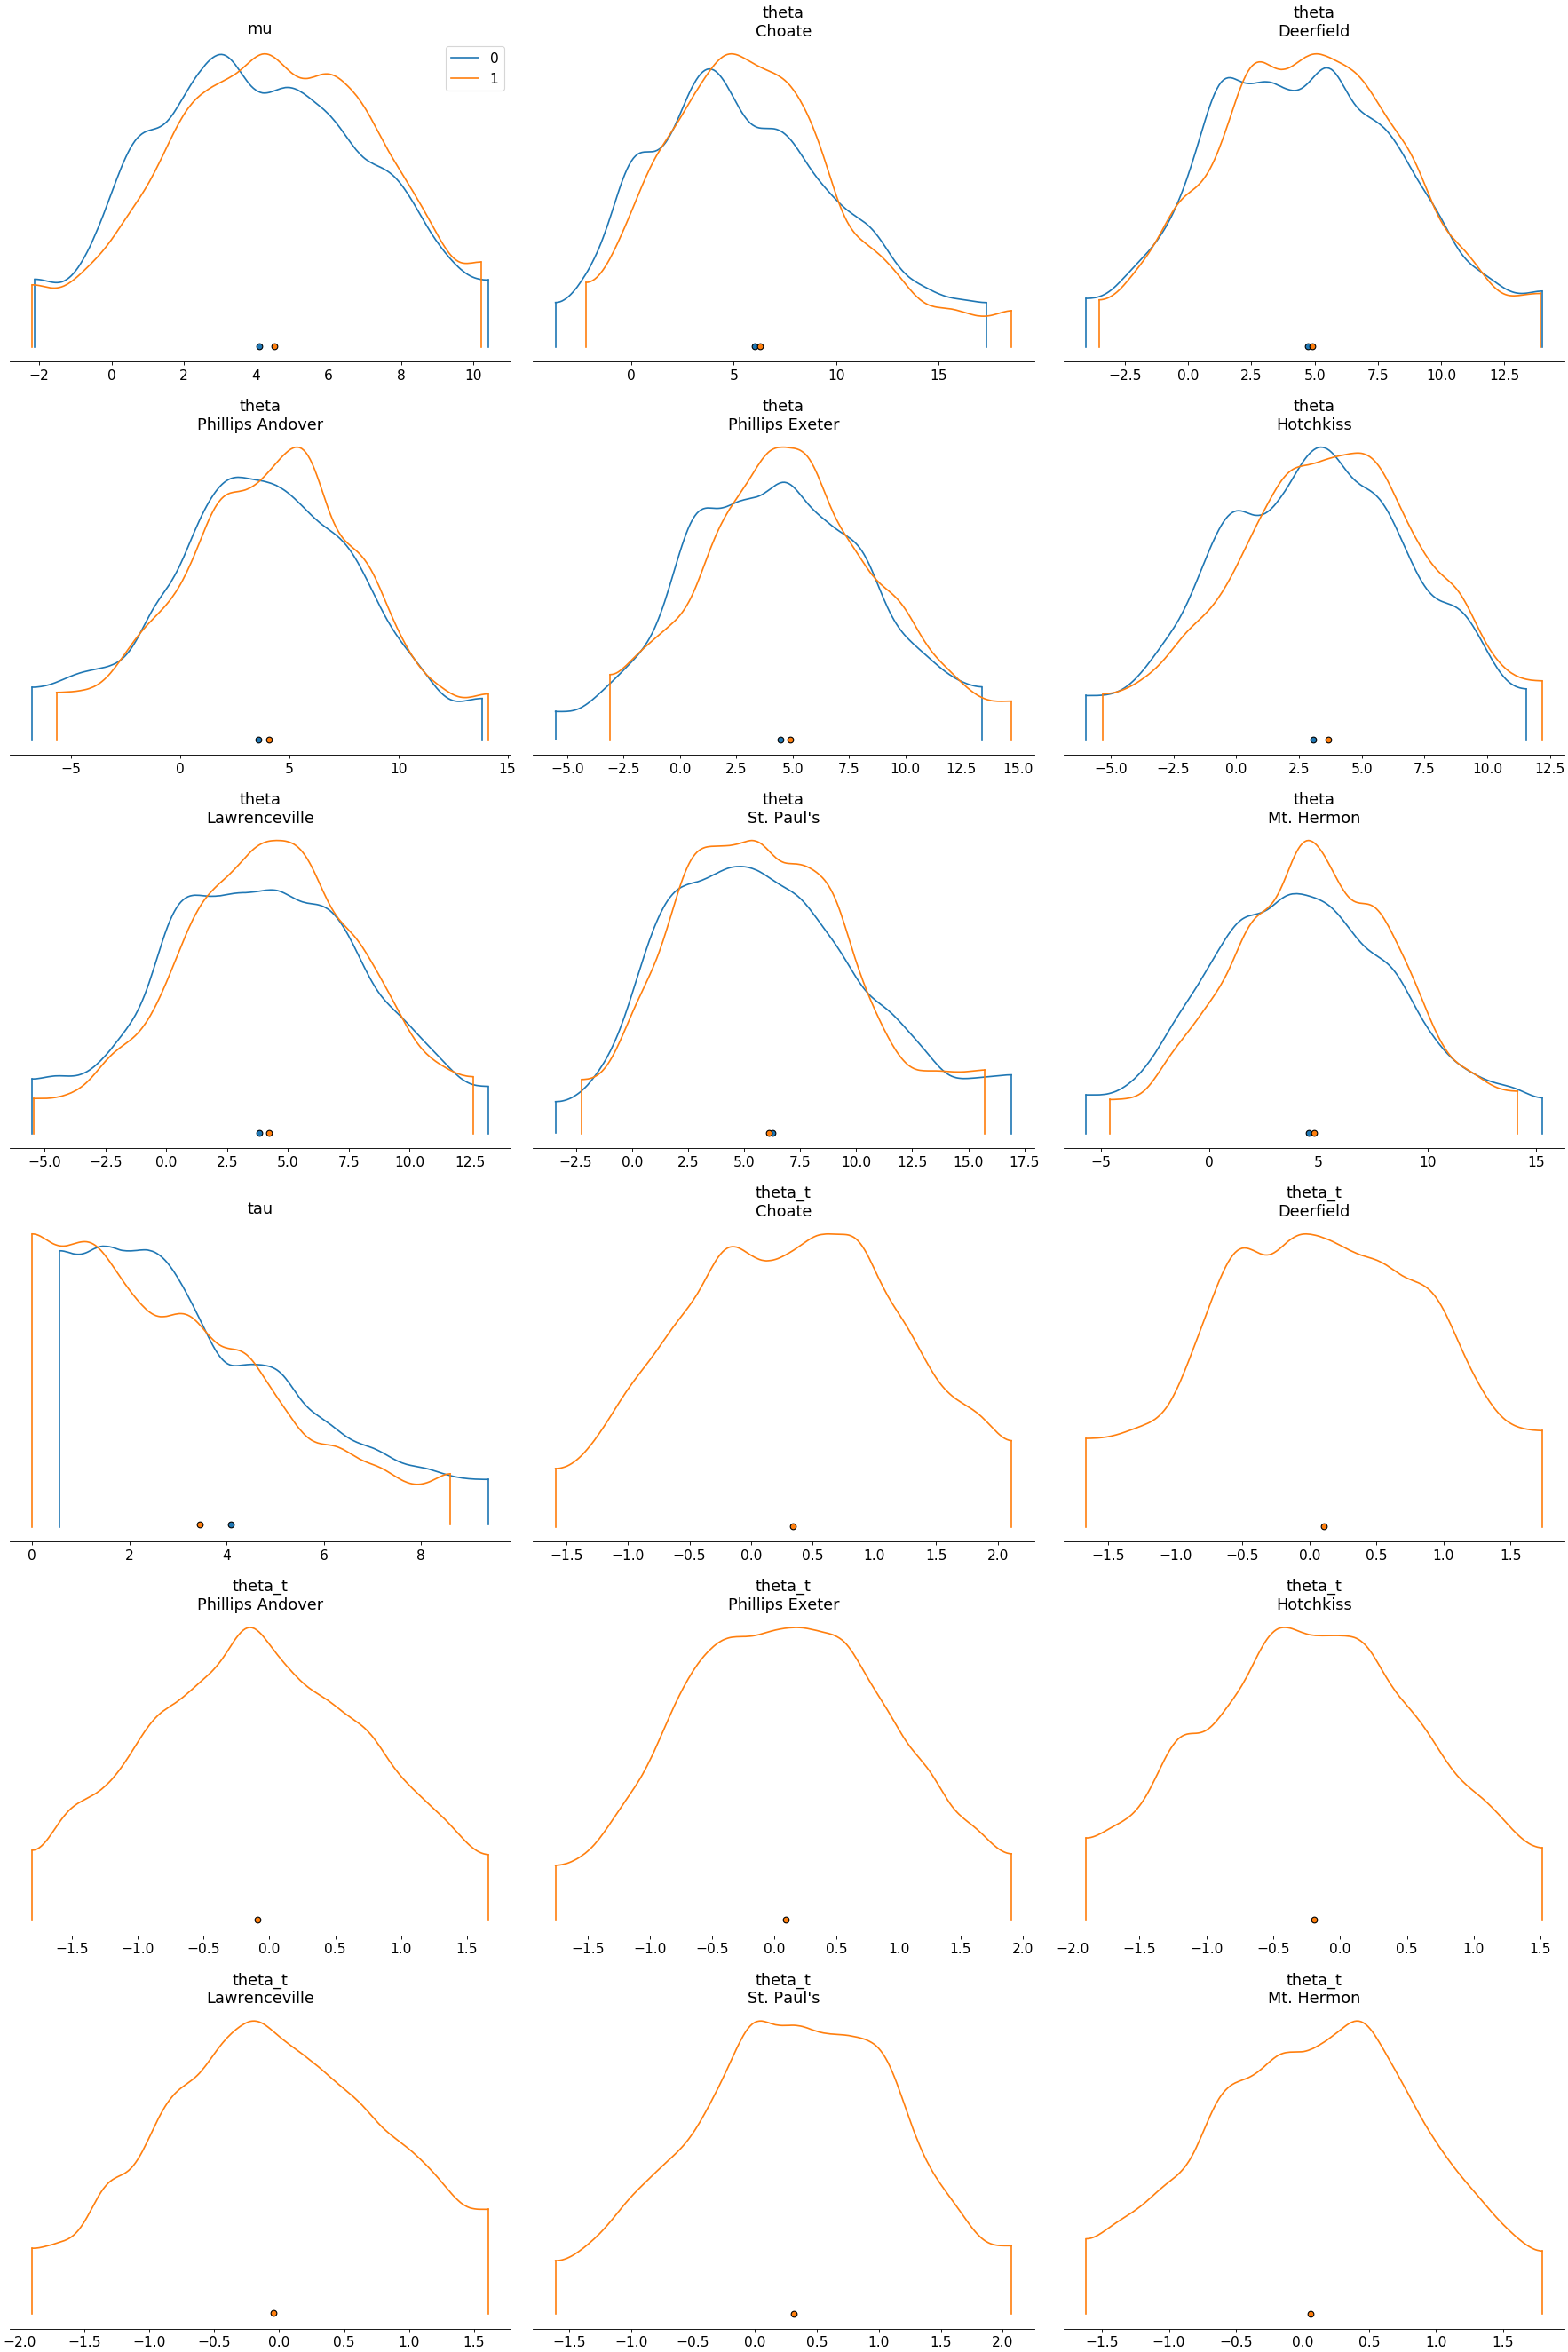 mu
0
1
−2 0 2 4 6 8 10
theta
Choate
0 5 10 15
theta
Deerfield
−2.5 0.0 2.5 5.0 7.5 10.0 12.5
theta
Phillips Andover
−5 0 5 10 15
theta
Phillips Exeter
−5.0 −2.5 0.0 2.5 5.0 7.5 10.0 12.5 15.0
theta
Hotchkiss
−5.0 −2.5 0.0 2.5 5.0 7.5 10.0 12.5
theta
Lawrenceville
−5.0 −2.5 0.0 2.5 5.0 7.5 10.0 12.5
theta
St. Paul's
−2.5 0.0 2.5 5.0 7.5 10.0 12.5 15.0 17.5
theta
Mt. Hermon
−5 0 5 10 15
tau
0 2 4 6 8
theta_t
Choate
−1.5 −1.0 −0.5 0.0 0.5 1.0 1.5 2.0
theta_t
Deerfield
−1.5 −1.0 −0.5 0.0 0.5 1.0 1.5
theta_t
Phillips Andover
−1.5 −1.0 −0.5 0.0 0.5 1.0 1.5
theta_t
Phillips Exeter
−1.5 −1.0 −0.5 0.0 0.5 1.0 1.5 2.0
theta_t
Hotchkiss
−2.0 −1.5 −1.0 −0.5 0.0 0.5 1.0 1.5
theta_t
Lawrenceville
−2.0 −1.5 −1.0 −0.5 0.0 0.5 1.0 1.5
theta_t
St. Paul's
−1.5 −1.0 −0.5 0.0 0.5 1.0 1.5 2.0
theta_t
Mt. Hermon
−1.5 −1.0 −0.5 0.0 0.5 1.0 1.5